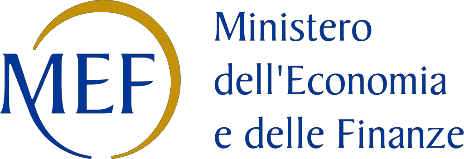 MEF
Ministero
dell'Economia
e delle Finanze